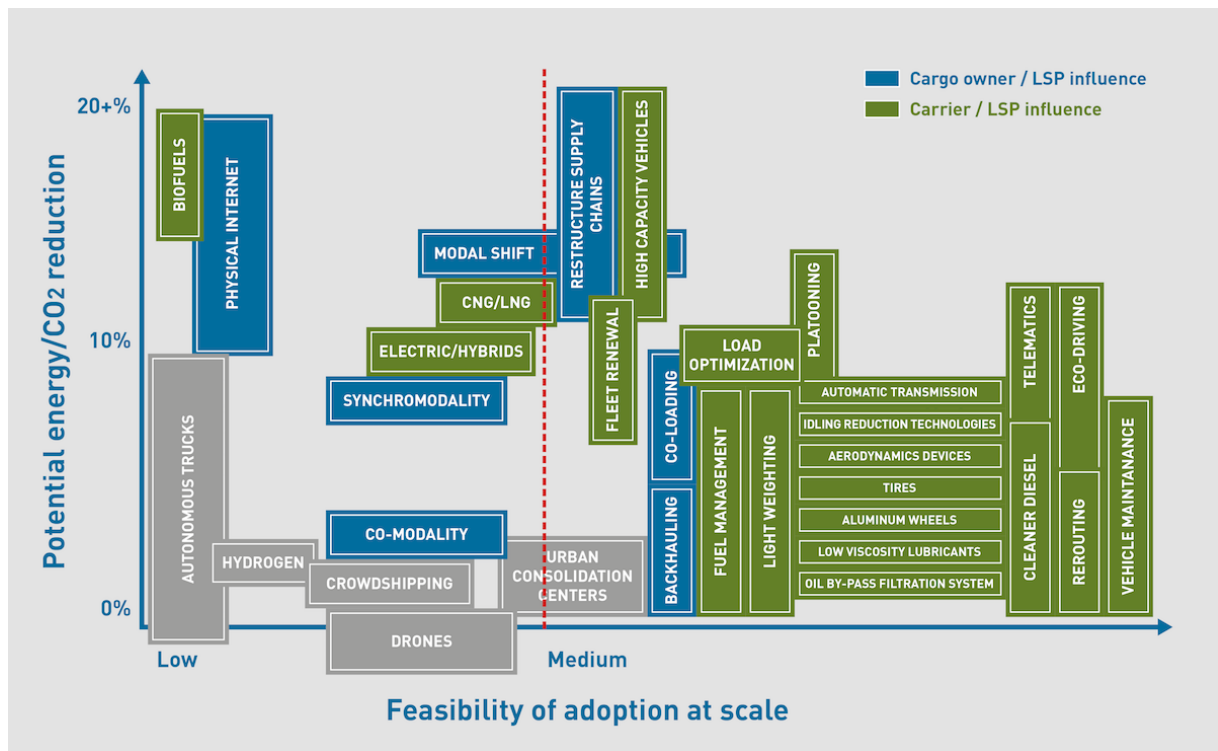 Cargo owner / LSP influence
Carrier / LSP influence
Potential energy/CO2 reduction
20+%
10%
0%
BIOFUELS
PHYSICAL INTERNET
AUTONOMOUS TRUCKS
HYDROGEN
CROWDSHIPPING
DRONES
MODAL SHIFT
CNG/LNG
ELECTRIC/HYBRIDS
SYNCHROMODALITY
CO-MODALITY
URBAN
CONSOLIDATION
CENTERS
RESTRUCTURE SUPPLY
CHAINS
HIGH CAPACITY VEHICLES
FLEET RENEWAL
CO-LOADING
BACKHAULING
LOAD
OPTIMIZATION
FUEL MANAGEMENT
LIGHT WEIGHTING
PLATOONING
AUTOMATIC TRANSMISSION
IDLING REDUCTION TECHNOLOGIES
AERODYNAMICS DEVICES
TIRES
ALUMINUM WHEELS
LOW VISCOSITY LUBRICANTS
OIL BY-PASS FILTRATION SYSTEM
TELEMATICS
CLEANER DIESEL
ECO-DRIVING
REROUTING
VEHICLE MAINTANANCE
Low
Medium
Feasibility of adoption at scale